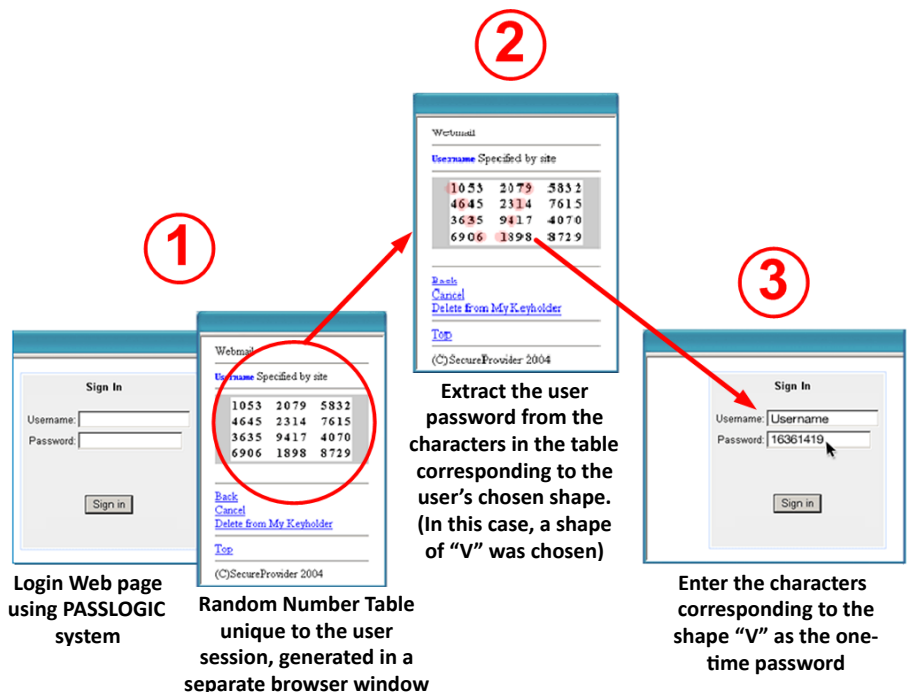 1
Sign In
Username:
Password:
Sign in
Login Web page
using PASSLOGIC
system
Webmail
Username Specified by site
1053 2079 5832
4645 2314 7615
3635 9417 4070
6906 1898 8729
Back
Cancel
Delete from My Keyholder
Top
(C)SecureProvider 2004
Random Number Table
unique to the user
session, generated in a
separate browser window
2
Webmail
Username Specified by site
1053 2079 5832
4645 2314 7615
3635 9417 4070
6906 1898 8729
Back
Cancel
Delete from My Keyholder
Top
(C)SecureProvider 2004
Extract the user
password from the
characters in the table
corresponding to the
user’s chosen shape.
(In this case, a shape
of “V” was chosen)
3
Sign In
Username: Username
Password: 16361419
Sign in
Enter the characters
corresponding to the
shape “V” as the one-
time password